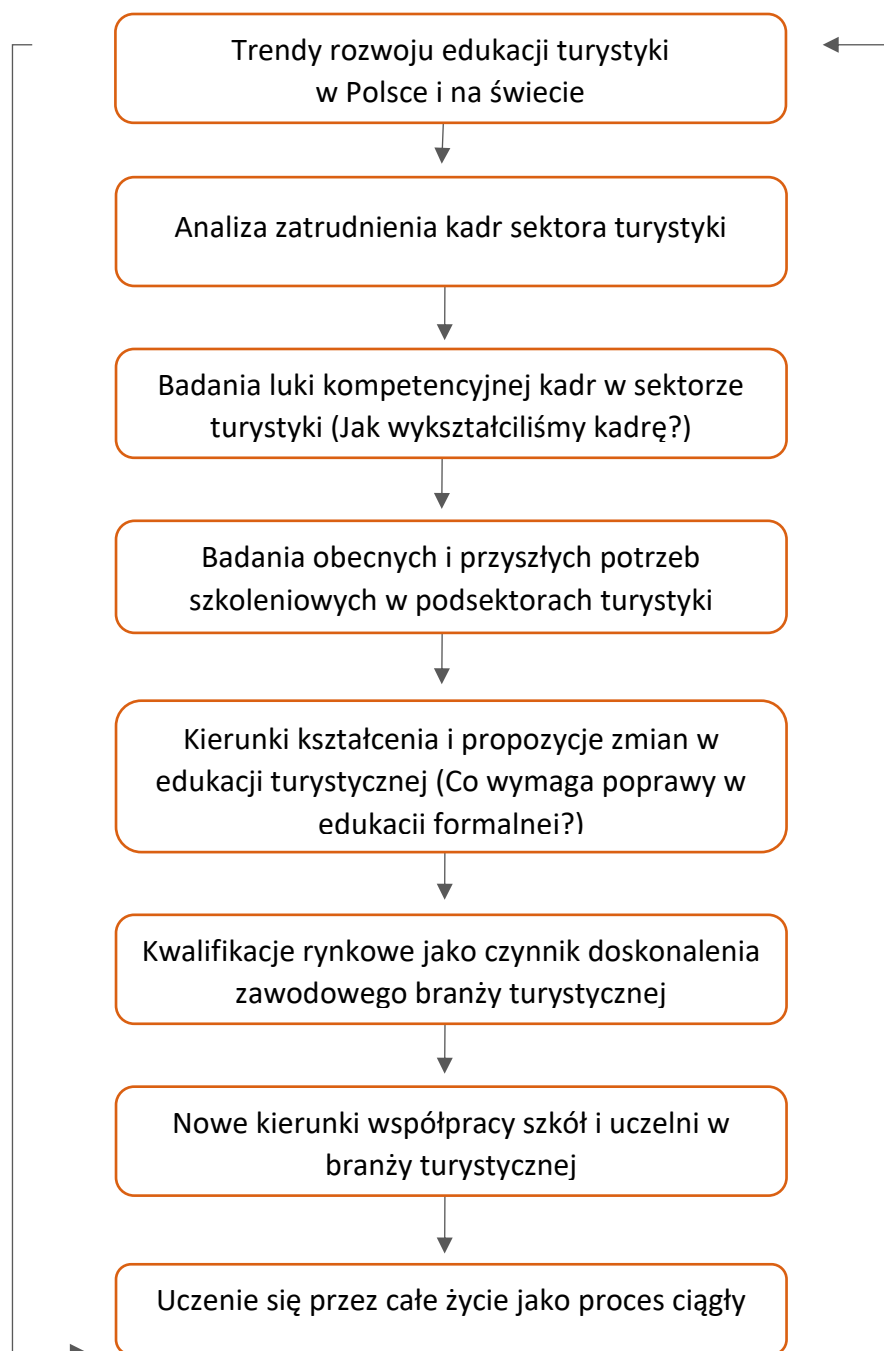 Trendy rozwoju edukacji turystyki
w Polsce i na świecie
Analiza zatrudnienia kadr sektora turystyki
Badania luki kompetencyjnej kadr w sektorze
turystyki (Jak wykształciliśmy kadrę?)
Badania obecnych i przyszłych potrzeb
szkoleniowych w podsektorach turystyki
Kierunki kształcenia i propozycje zmian w
edukacji turystycznej (Co wymaga poprawy w
edukacji formalnej?)
Kwalifikacje rynkowe jako czynnik doskonalenia
zawodowego branży turystycznej
Nowe kierunki współpracy szkół i uczelni w
branży turystycznej
Uczenie się przez całe życie jako proces ciągły